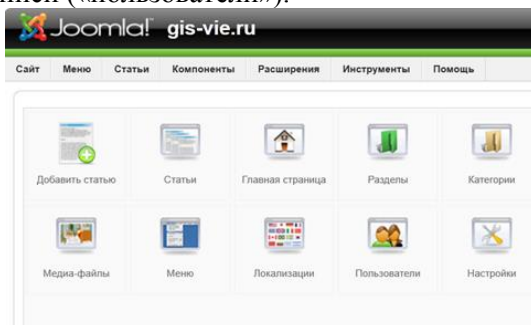 («пользователи»).
Joomla! gis-vie.ru
Сайт Меню Статьи Компоненты Расширения Инструменты Помощь
Добавить статью Статьи Главная страница Разделы Категории
Медиа-файлы Меню Локализации Пользователи Настройки